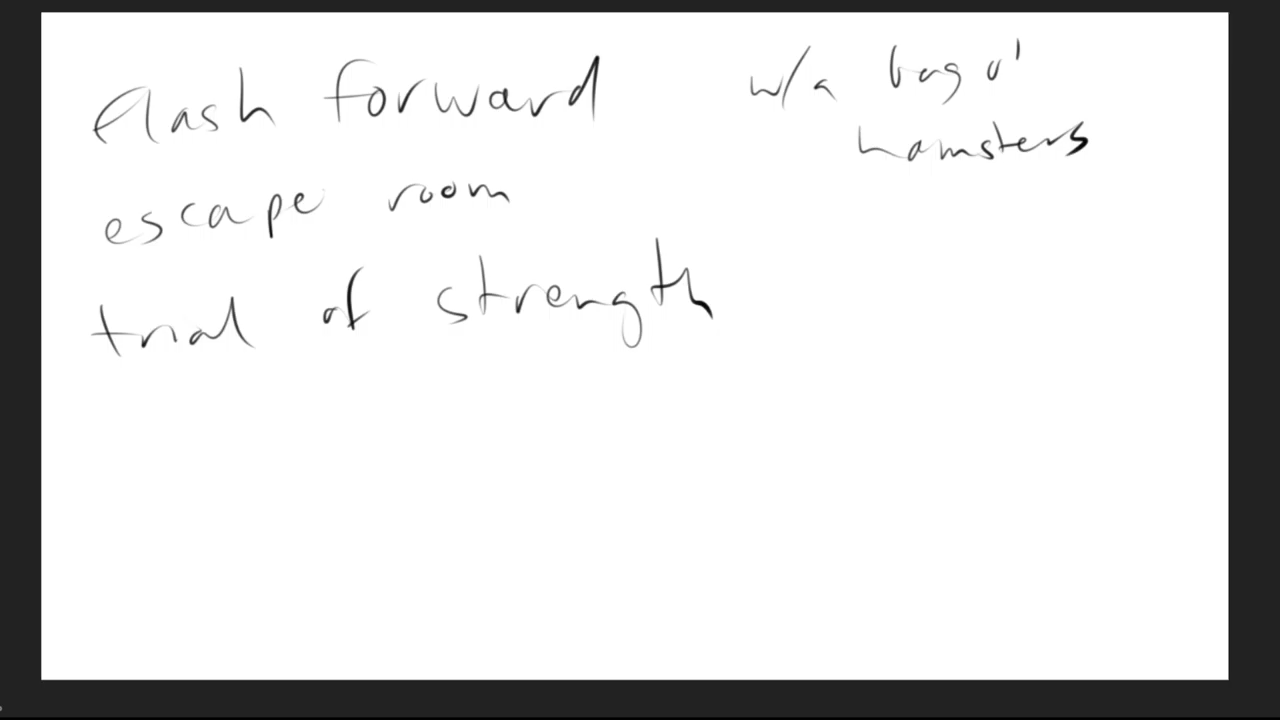 flash forward
w/a bag o'
hamsters
escape room
trial of strength